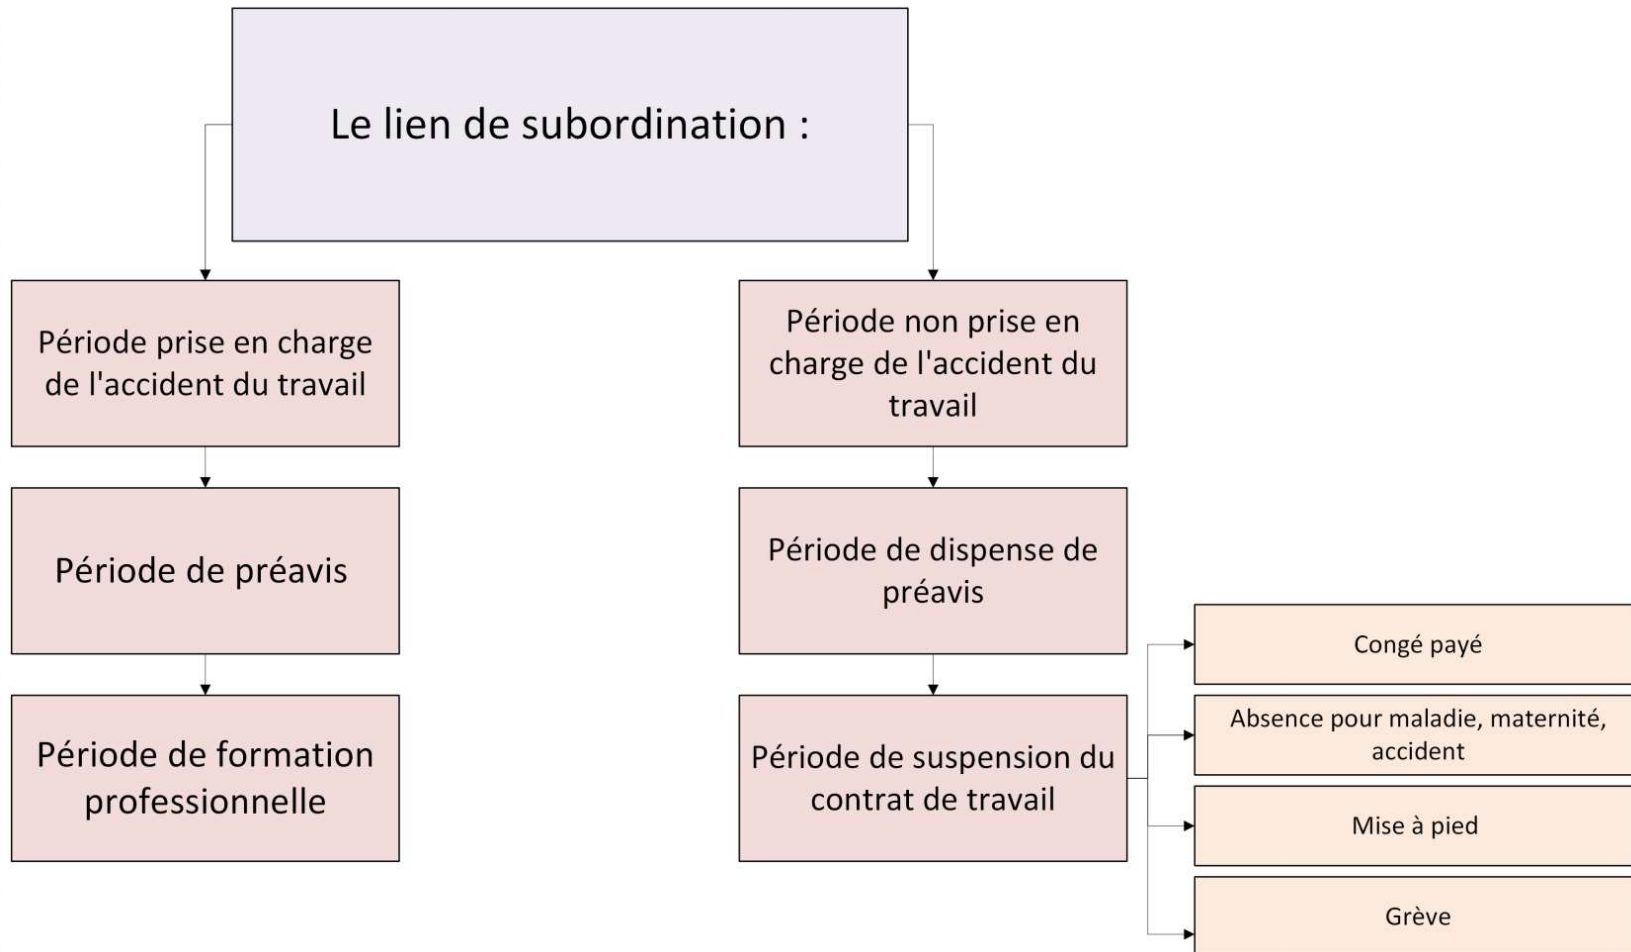 Le lien de subordination :
Période prise en charge
de l'accident du travail
Période non prise en
charge de l'accident du
travail
Période de préavis
Période de dispense de
préavis
Période de formation
professionnelle
Période de suspension du
contrat de travail
Congé payé
Absence pour maladie, maternité,
accident
Mise à pied
Grève